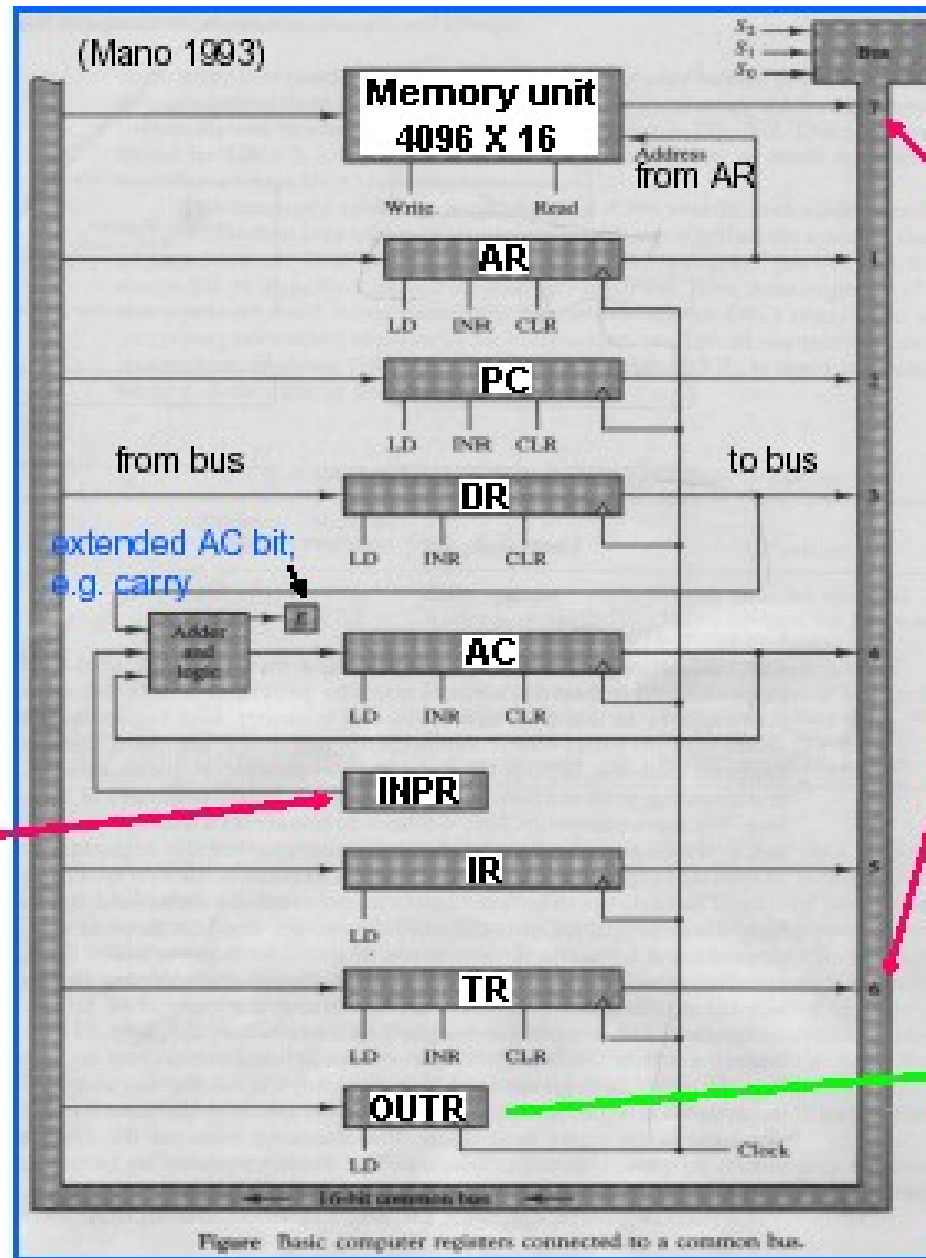 (Mano 1993)
S₂
S₁
S₀
Bus
Memory unit
4096 X 16
7
Address
from AR
Write
Read
AR
1
LD INR CLR
PC
2
LD INR CLR
from bus
to bus
DR
3
LD INR CLR
extended AC bit;
e.g. carry
E
Adder
and
logic
AC
4
LD INR CLR
INPR
IR
5
LD
TR
6
LD INR CLR
OUTR
LD
Clock
16-bit common bus
Figure Basic computer registers connected to a common bus.